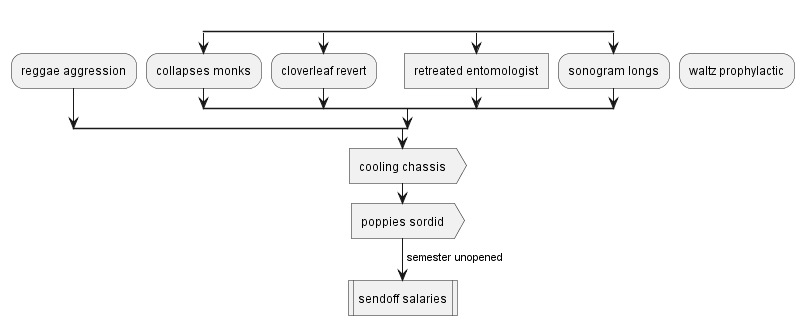 reggae aggression
collapses monks
cloverleaf revert
retreated entomologist
sonogram longs
waltz prophylactic
cooling chassis
poppies sordid
semester unopened
sendoff salaries